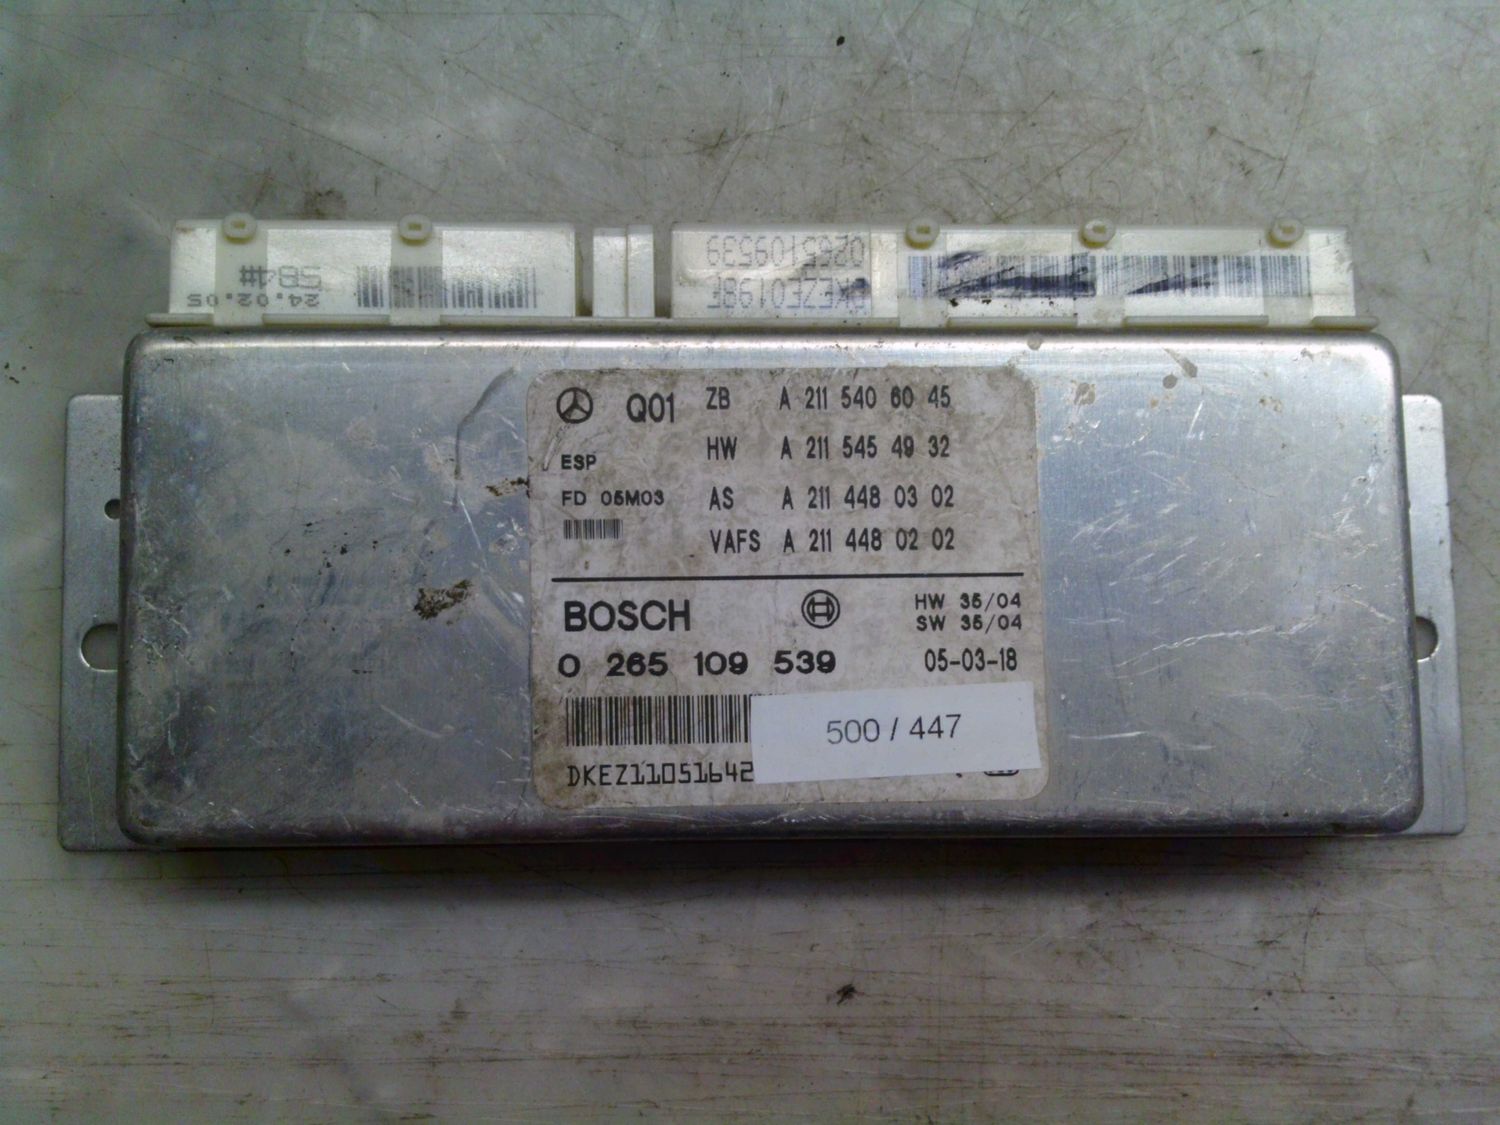 0265109539
584#
24.02.05
Q01 ZB A 211 540 60 45
HW A 211 545 49 32
ESP
FD 05M03 AS A 211 448 03 02
VAFS A 211 448 02 02
BOSCH HW 35/04
SW 35/04
0 265 109 539 05-03-18
500 / 447
DKEZ11051642